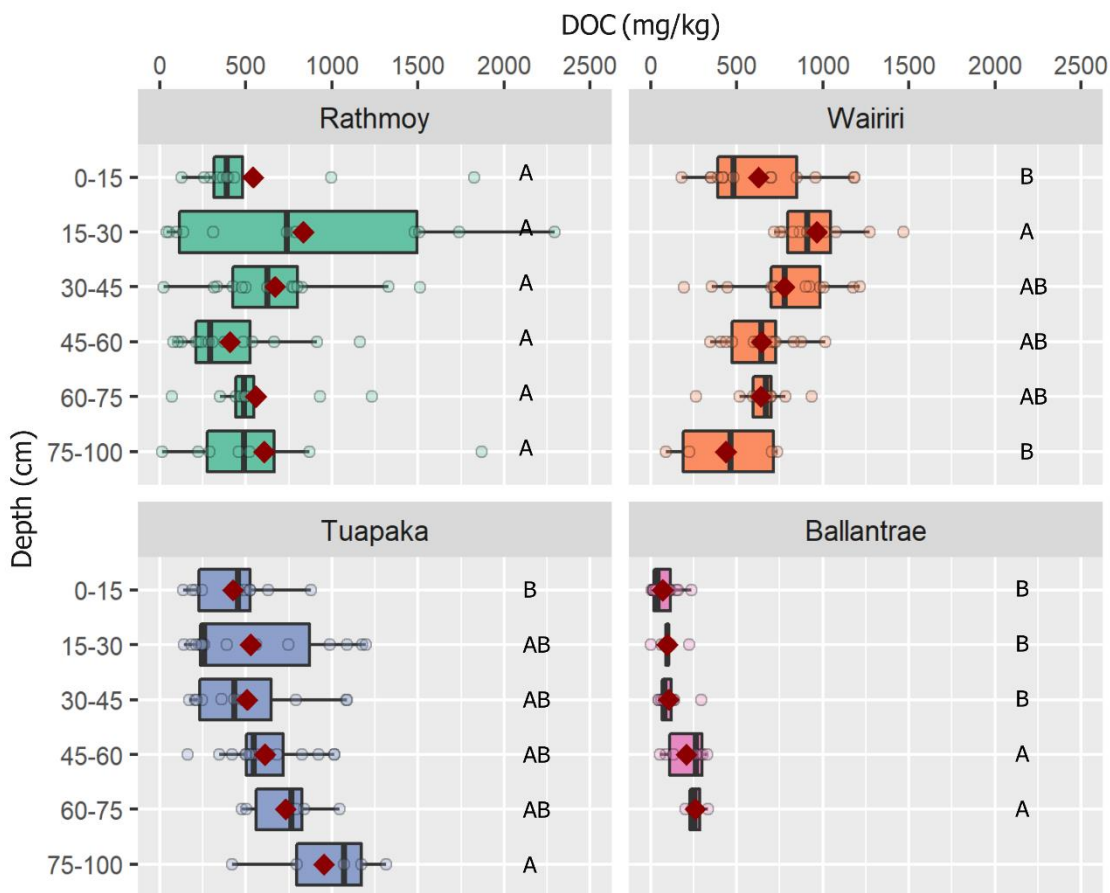 DOC (mg/kg)
0 500 1000 1500 2000 2500 0 500 1000 1500 2000 2500
Rathmoy Wairiri
0-15 A B
15-30 A A
30-45 A AB
45-60 A AB
60-75 A AB
75-100 A B
Depth (cm)
Tuapaka Ballantrae
0-15 B B
15-30 AB B
30-45 AB B
45-60 AB A
60-75 AB A
75-100 A